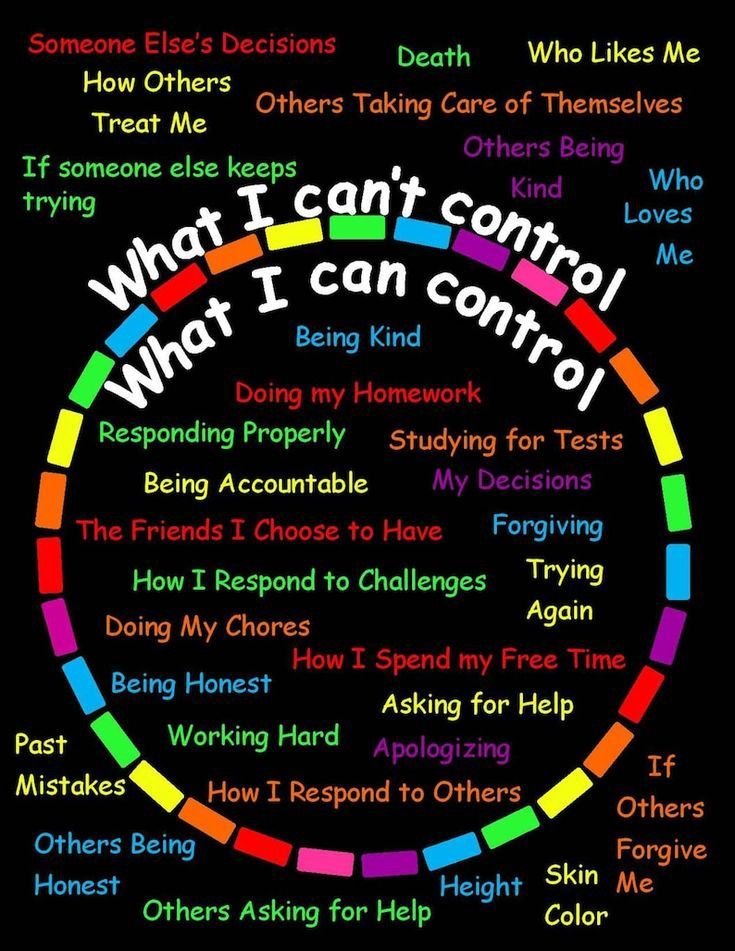 Someone Else's Decisions
Death
Who Likes Me
How Others
Treat Me
Others Taking Care of Themselves
If someone else keeps
trying
Others Being
Kind
Who
Loves
Me
What I can't control
What I can control
Being Kind
Doing my Homework
Responding Properly
Studying for Tests
Being Accountable
My Decisions
The Friends I Choose to Have
Forgiving
How I Respond to Challenges
Trying
Again
Doing My Chores
How I Spend my Free Time
Being Honest
Asking for Help
Working Hard
Apologizing
How I Respond to Others
Past
Mistakes
If
Others
Forgive
Me
Others Being
Honest
Height
Skin
Color
Others Asking for Help